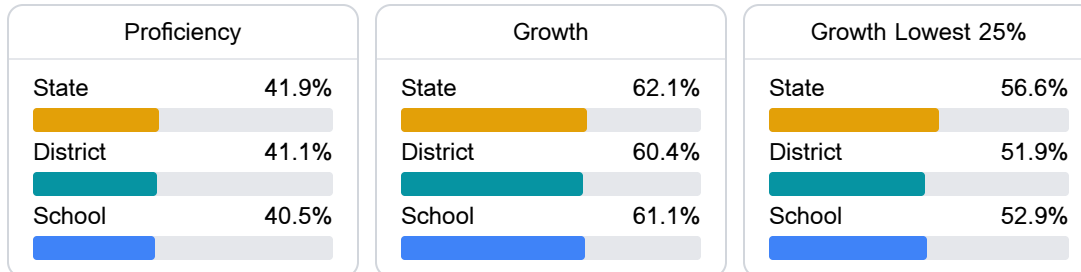 Proficiency
State 41.9%
District 41.1%
School 40.5%
Growth
State 62.1%
District 60.4%
School 61.1%
Growth Lowest 25%
State 56.6%
District 51.9%
School 52.9%